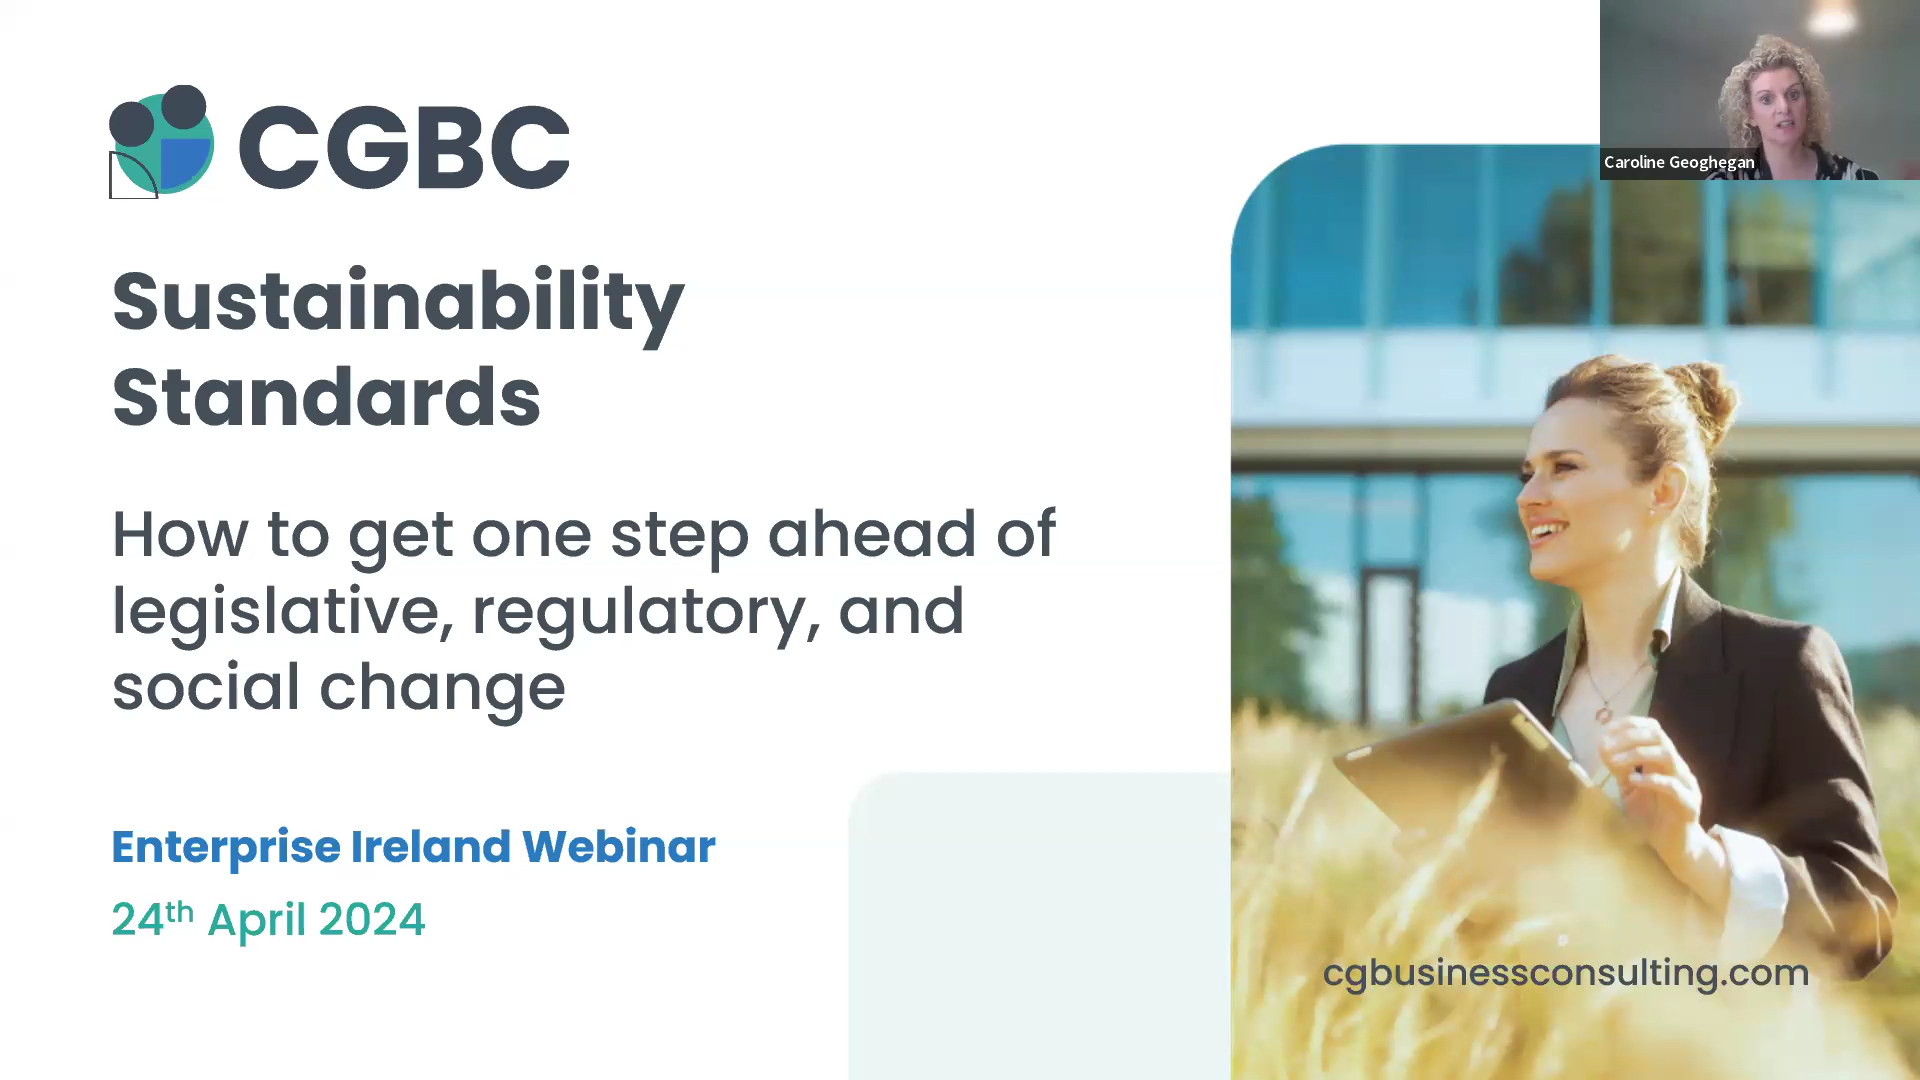 CGBC
Caroline Geoghegan
Sustainability
Standards
How to get one step ahead of
legislative, regulatory, and
social change
Enterprise Ireland Webinar
24th April 2024
cgbusinessconsulting.com